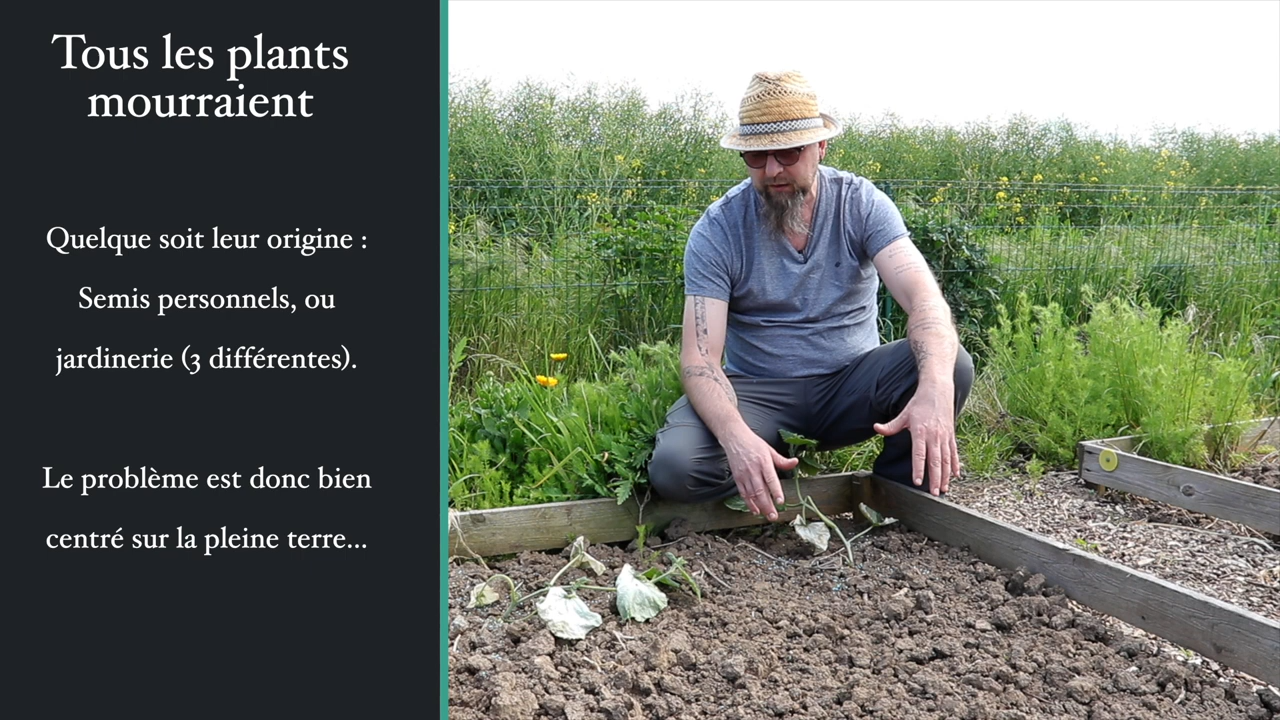 Tous les plants
mourraient
Quelque soit leur origine :
Semis personnels, ou
jardinerie (3 différentes).
Le problème est donc bien
centré sur la pleine terre...